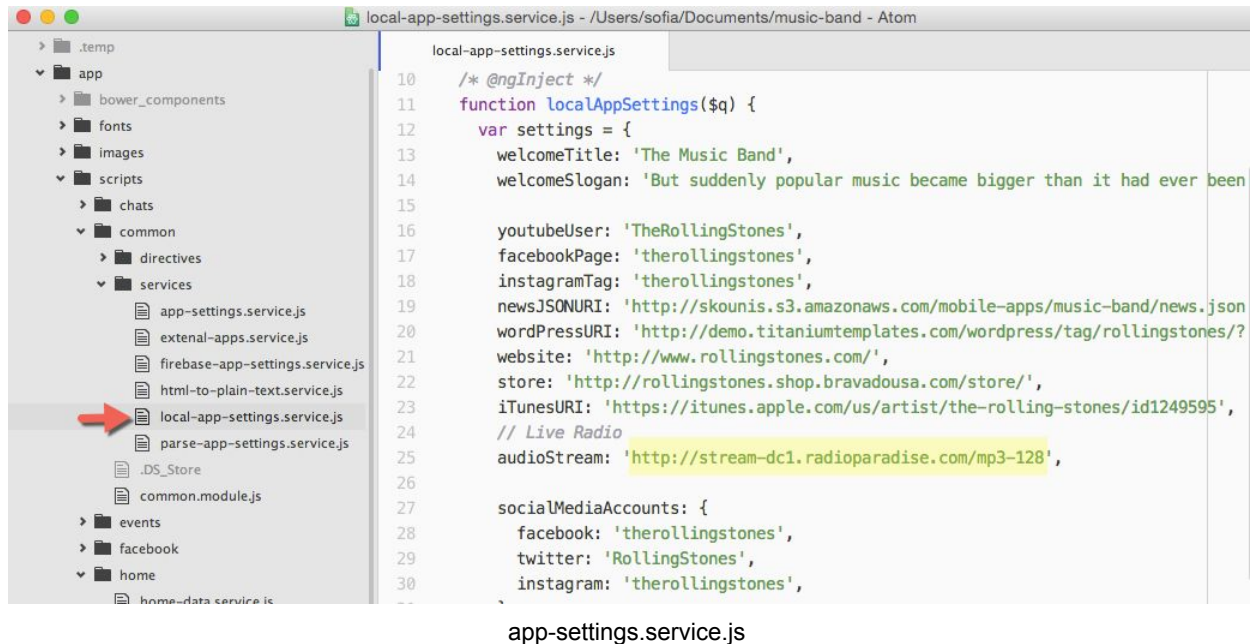 local-app-settings.service.js - /Users/sofia/Documents/music-band - Atom
.temp
app
bower_components
fonts
images
scripts
chats
common
directives
services
app-settings.service.js
extenal-apps.service.js
firebase-app-settings.service.js
html-to-plain-text.service.js
local-app-settings.service.js
parse-app-settings.service.js
.DS_Store
common.module.js
events
facebook
home
home-data.service.js
local-app-settings.service.js
10 /* @ngInject */
11 function localAppSettings($q) {
12 var settings = {
13 welcomeTitle: 'The Music Band',
14 welcomeSlogan: 'But suddenly popular music became bigger than it had ever been
15
16 youtubeUser: 'TheRollingStones',
17 facebookPage: 'therollingstones',
18 instagramTag: 'therollingstones',
19 newsJSONURI: 'http://skounis.s3.amazonaws.com/mobile-apps/music-band/news.json
20 wordPressURI: 'http://demo.titaniumtemplates.com/wordpress/tag/rollingstones/?
21 website: 'http://www.rollingstones.com/',
22 store: 'http://rollingstones.shop.bravadousa.com/store/',
23 iTunesURI: 'https://itunes.apple.com/us/artist/the-rolling-stones/id1249595',
24 // Live Radio
25 audioStream: 'http://stream-dc1.radioparadise.com/mp3-128',
26
27 socialMediaAccounts: {
28 facebook: 'therollingstones',
29 twitter: 'RollingStones',
30 instagram: 'therollingstones',
app-settings.service.js